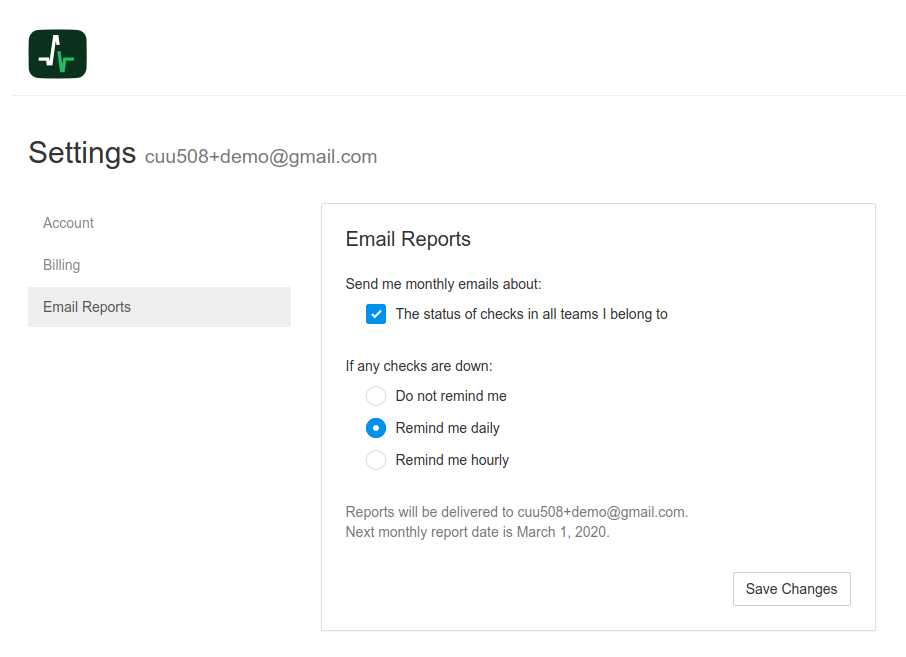 Settings cuu508+demo@gmail.com
Account
Billing
Email Reports
Email Reports
Send me monthly emails about:
The status of checks in all teams I belong to
If any checks are down:
Do not remind me
Remind me daily
Remind me hourly
Reports will be delivered to cuu508+demo@gmail.com.
Next monthly report date is March 1, 2020.
Save Changes